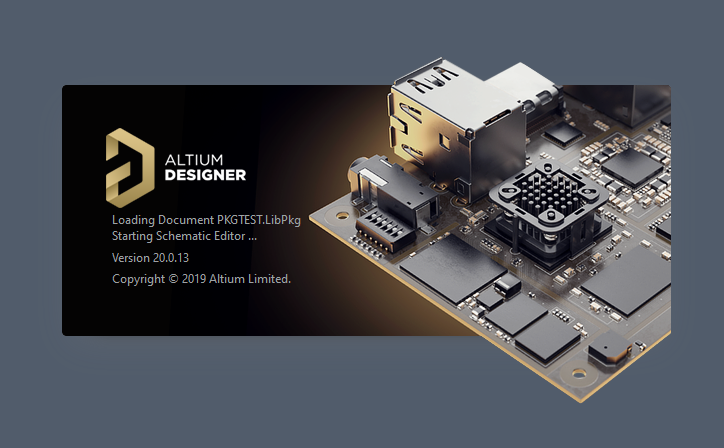 ALTIUM
DESIGNER
Loading Document PKGTEST.LibPkg
Starting Schematic Editor ...
Version 20.0.13
Copyright © 2019 Altium Limited.